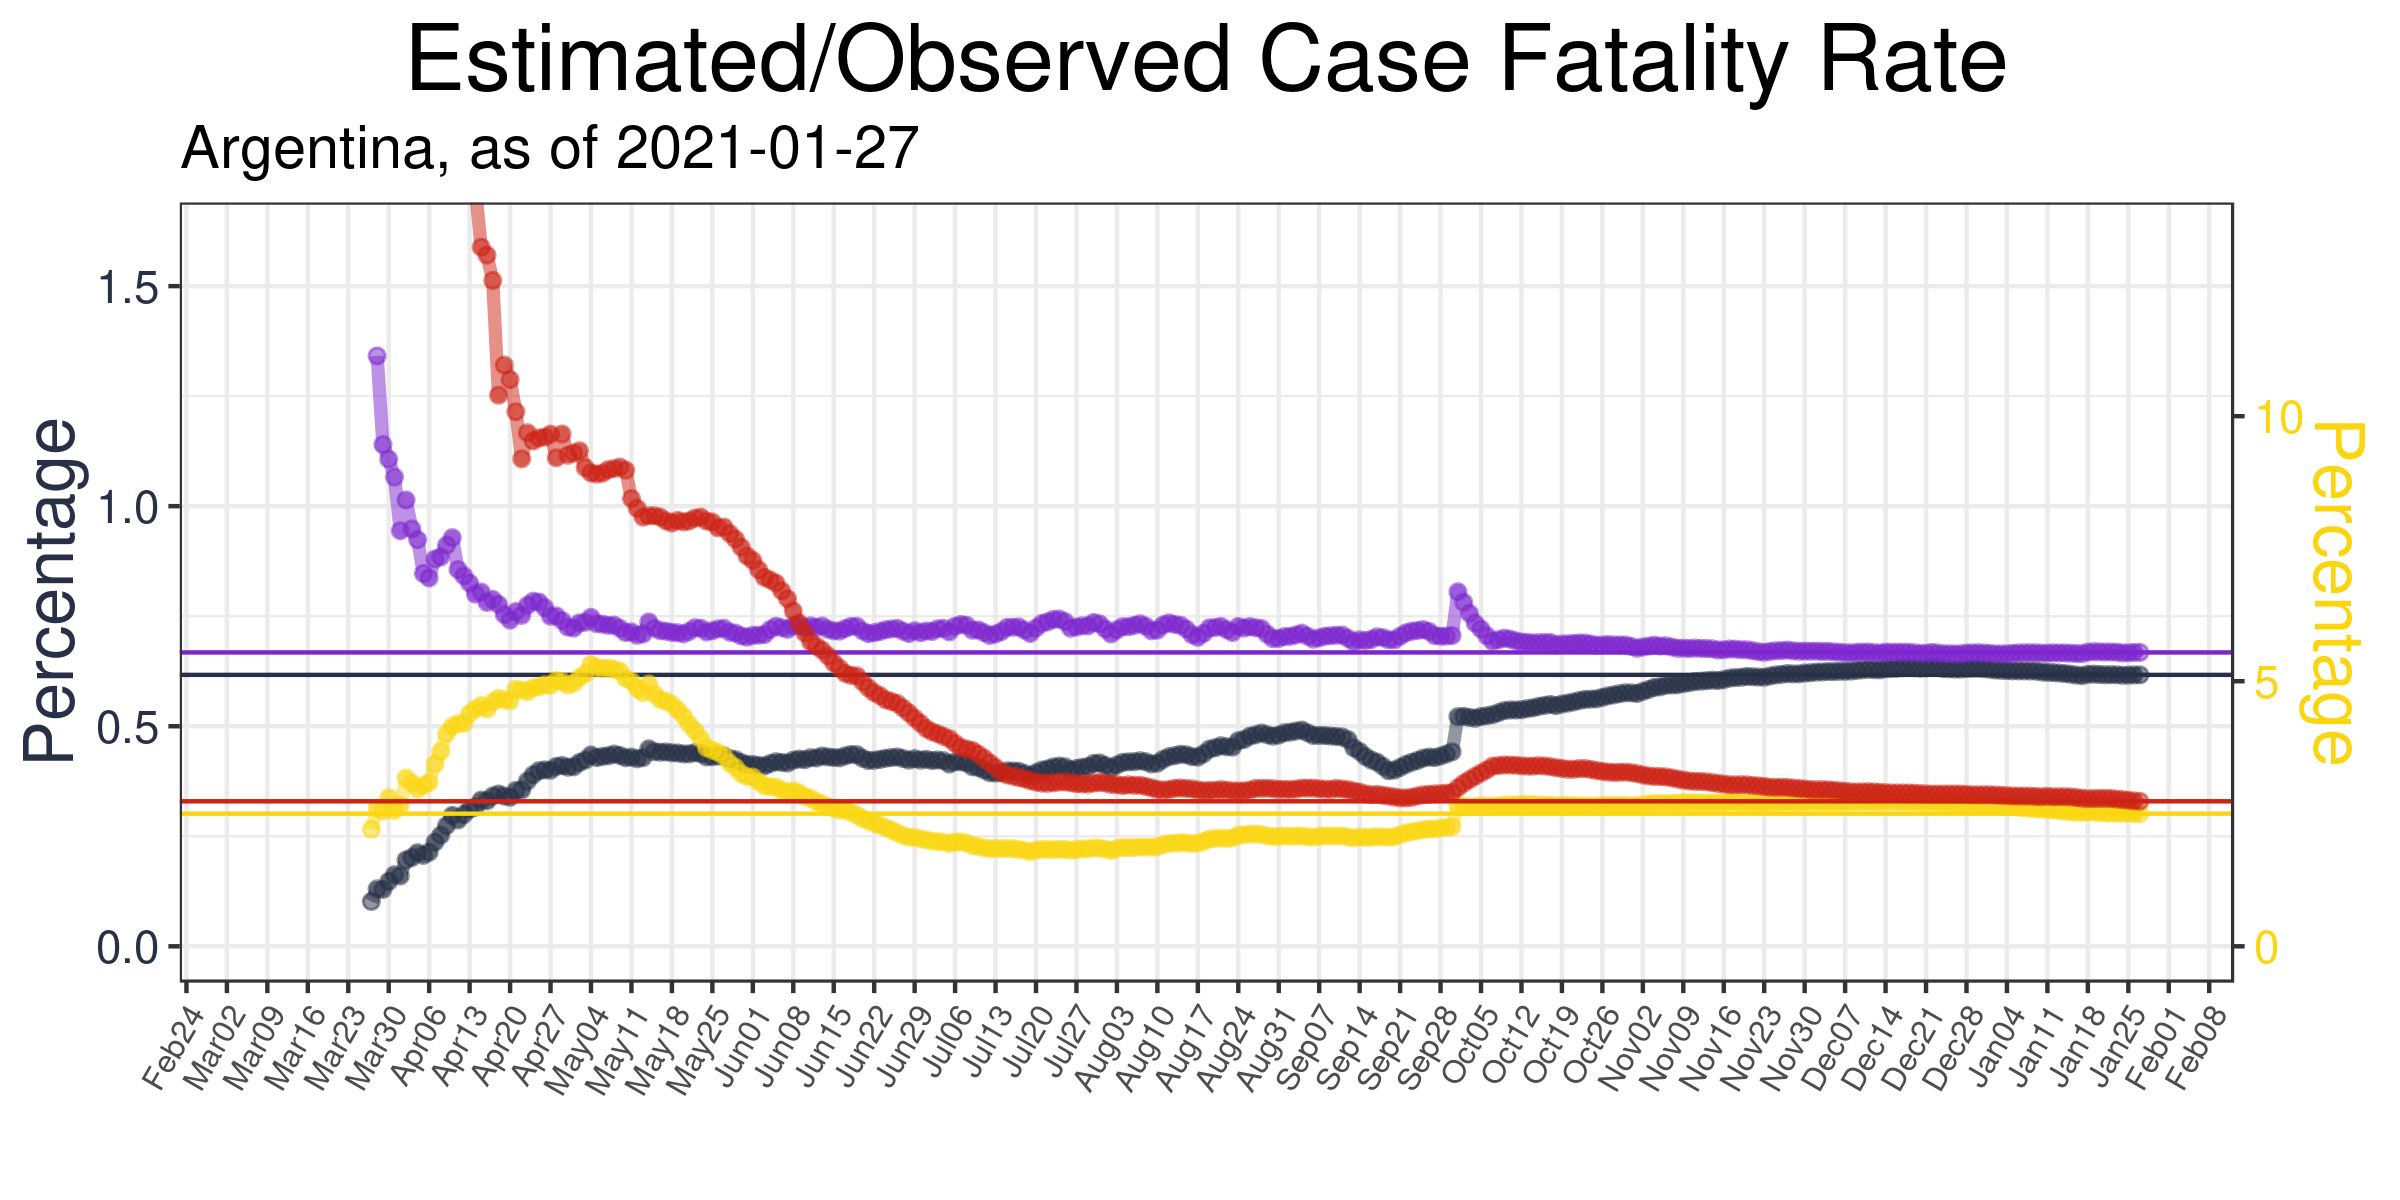 Estimated/Observed Case Fatality Rate
Argentina, as of 2021-01-27
Percentage
1.5
1.0
0.5
0.0
10
5
0
Percentage
Feb24
Mar02
Mar09
Mar16
Mar23
Mar30
Apr06
Apr13
Apr20
Apr27
May04
May11
May18
May25
Jun01
Jun08
Jun15
Jun22
Jun29
Jul06
Jul13
Jul20
Jul27
Aug03
Aug10
Aug17
Aug24
Aug31
Sep07
Sep14
Sep21
Sep28
Oct05
Oct12
Oct19
Oct26
Nov02
Nov09
Nov16
Nov23
Nov30
Dec07
Dec14
Dec21
Dec28
Jan04
Jan11
Jan18
Jan25
Feb01
Feb08